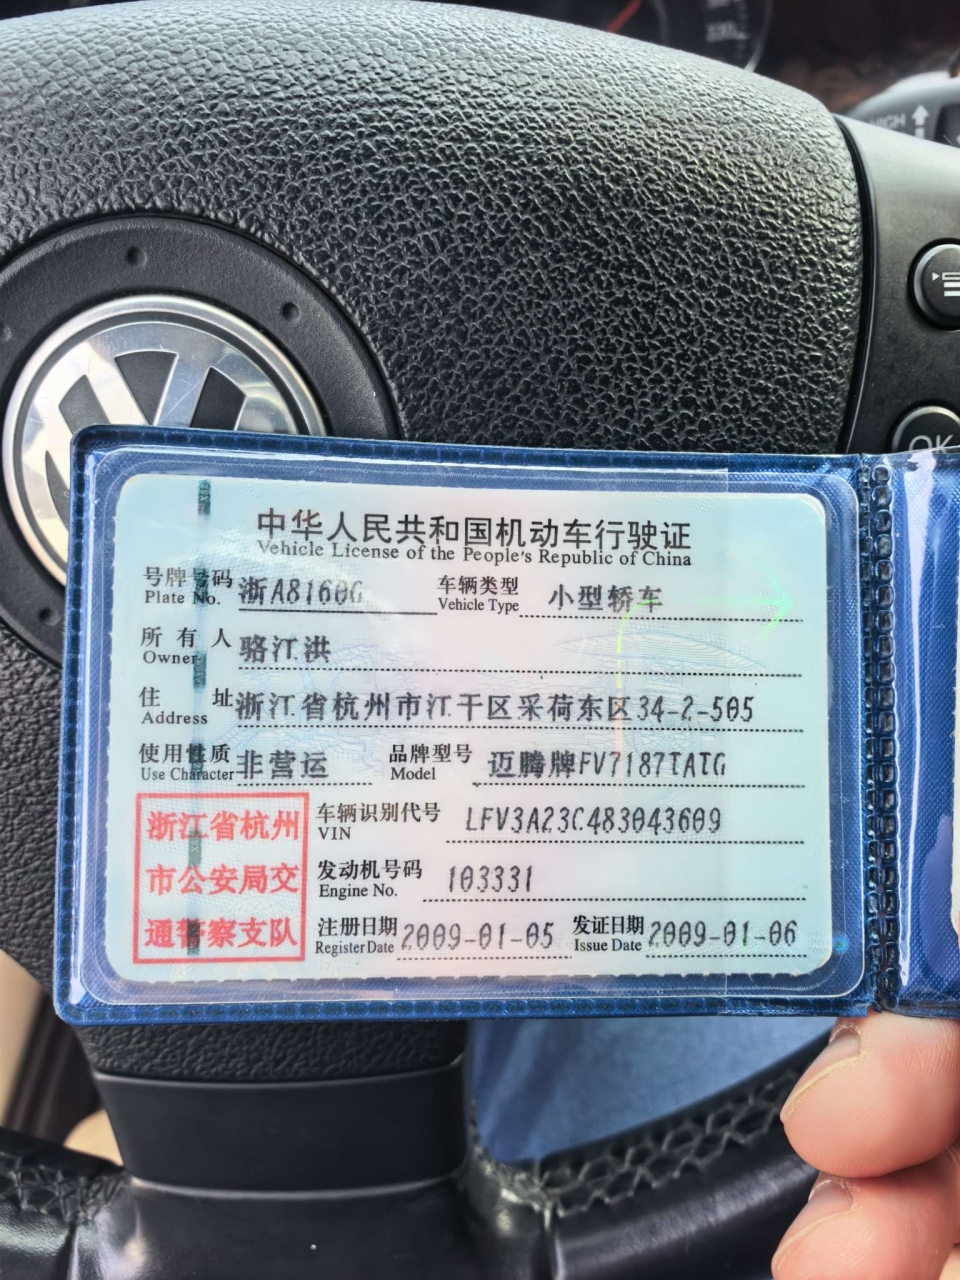 HIGH
OK
中华人民共和国机动车行驶证
Vehicle License of the People's Republic of China
号牌号码 浙A8160G 车辆类型 小型轿车
Plate No. Vehicle Type
所有人 骆江洪
Owner
住址 浙江省杭州市江干区采荷东区34-2-505
Address
使用性质 非营运 品牌型号 迈腾牌FV7187TATG
Use Character Model
浙江省杭州 车辆识别代号 LFV3A23C483043609
VIN
市公安局交 发动机号码 103331
Engine No.
通警察支队 注册日期 2009-01-05 发证日期 2009-01-06
Register Date Issue Date